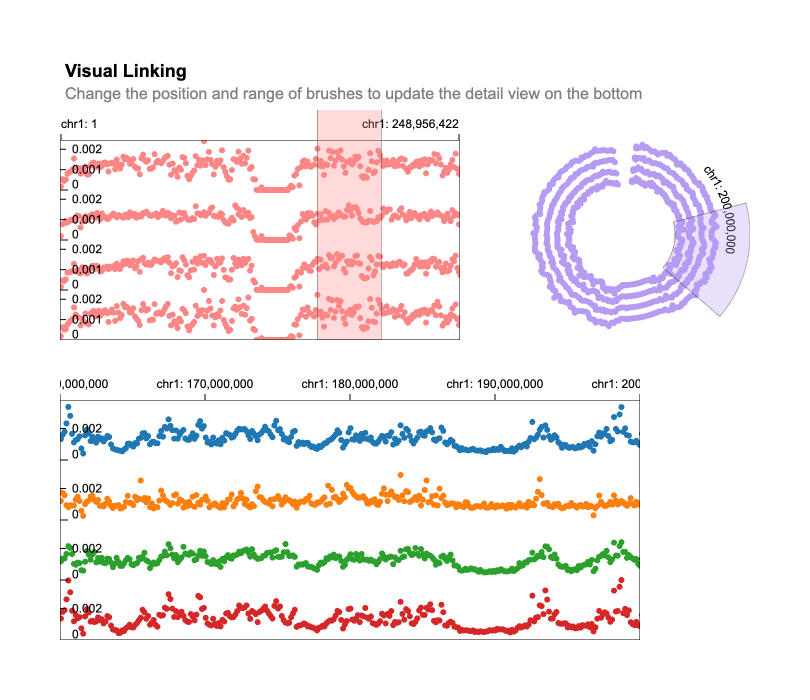 Visual Linking
Change the position and range of brushes to update the detail view on the bottom
chr1: 1
chr1: 248,956,422
0.002
0.001
0
0.002
0.001
0
0.002
0.001
0
0.002
0.001
0
chr1: 200,000,000
0,000,000
chr1: 170,000,000
chr1: 180,000,000
chr1: 190,000,000
chr1: 200
0.002
0
0.002
0
0.002
0
0.002
0